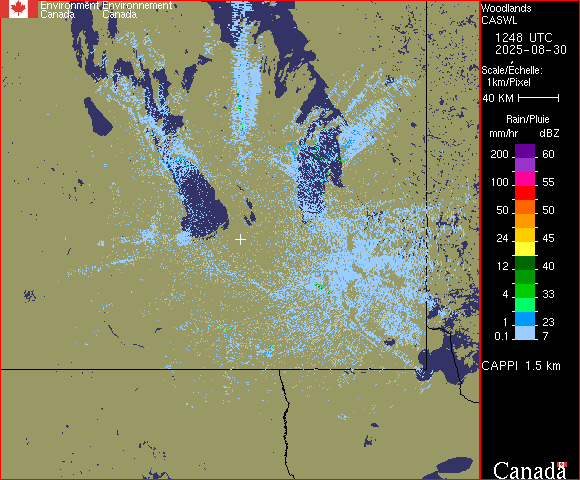 Environment Environnement
Canada Canada
Woodlands
CASWL
1248 UTC
2025-08-30
Scale/Échelle:
1km/Pixel
40 KM
Rain/Pluie
mm/hr dBZ
200 60
55
100 55
50 50
45
24 45
12 40
4 33
1 23
0.1 7
CAPPI 1.5 km
Canada